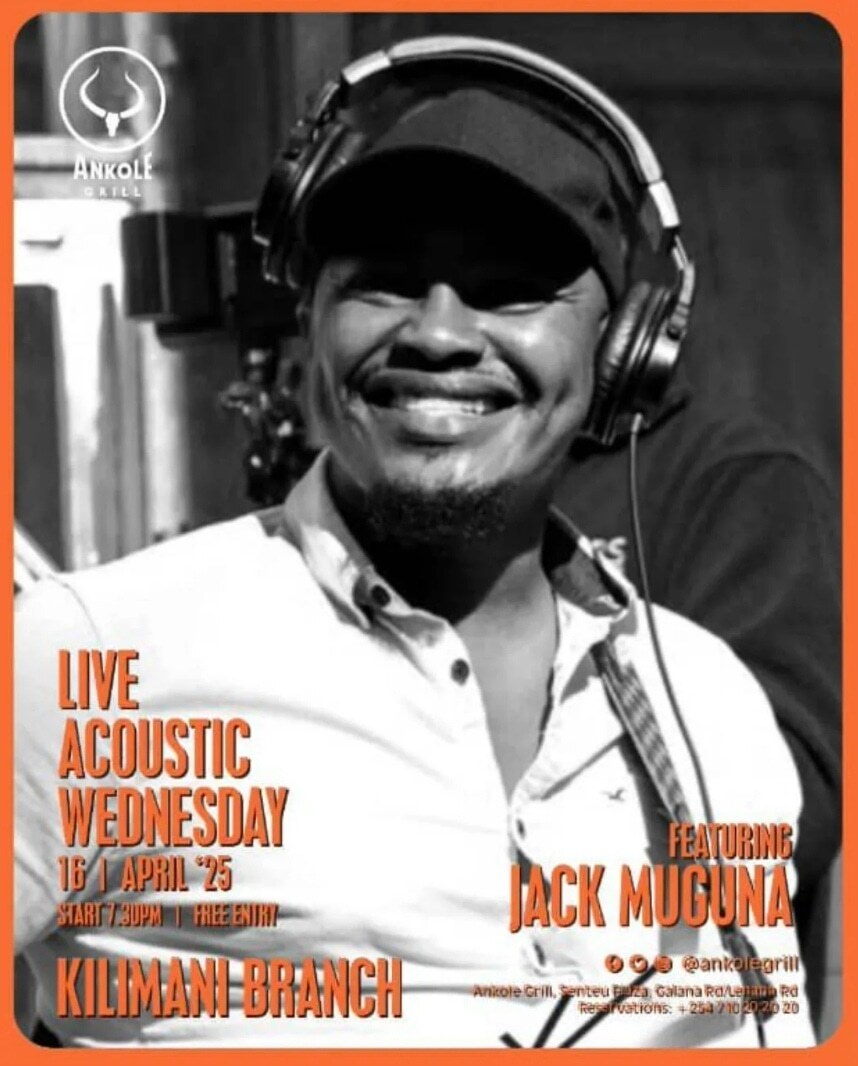 ANKOLÉ
GRILL
LIVE
ACOUSTIC
WEDNESDAY
16 | APRIL '25
START 7.30PM | FREE ENTRY
KILIMANI BRANCH
FEATURING
JACK MUGUNA
@ankolegrill
Ankole Grill, Senteu Plaza, Galana Rd/Lenana Rd
Reservations: +254 710 20 20 20